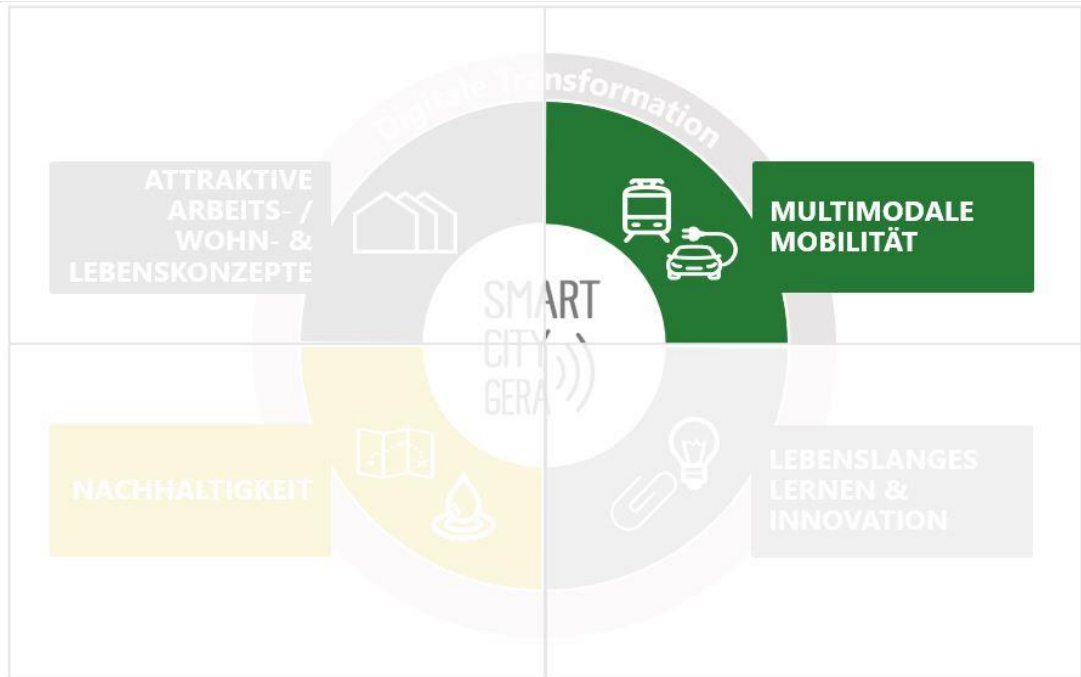 Digitale Transformation
ATTRAKTIVE
ARBEITS- /
WOHN- &
LEBENSKONZEPTE
MULTIMODALE
MOBILITÄT
SMART
CITY
GERA
NACHHALTIGKEIT
LEBENSLANGES
LERNEN &
INNOVATION